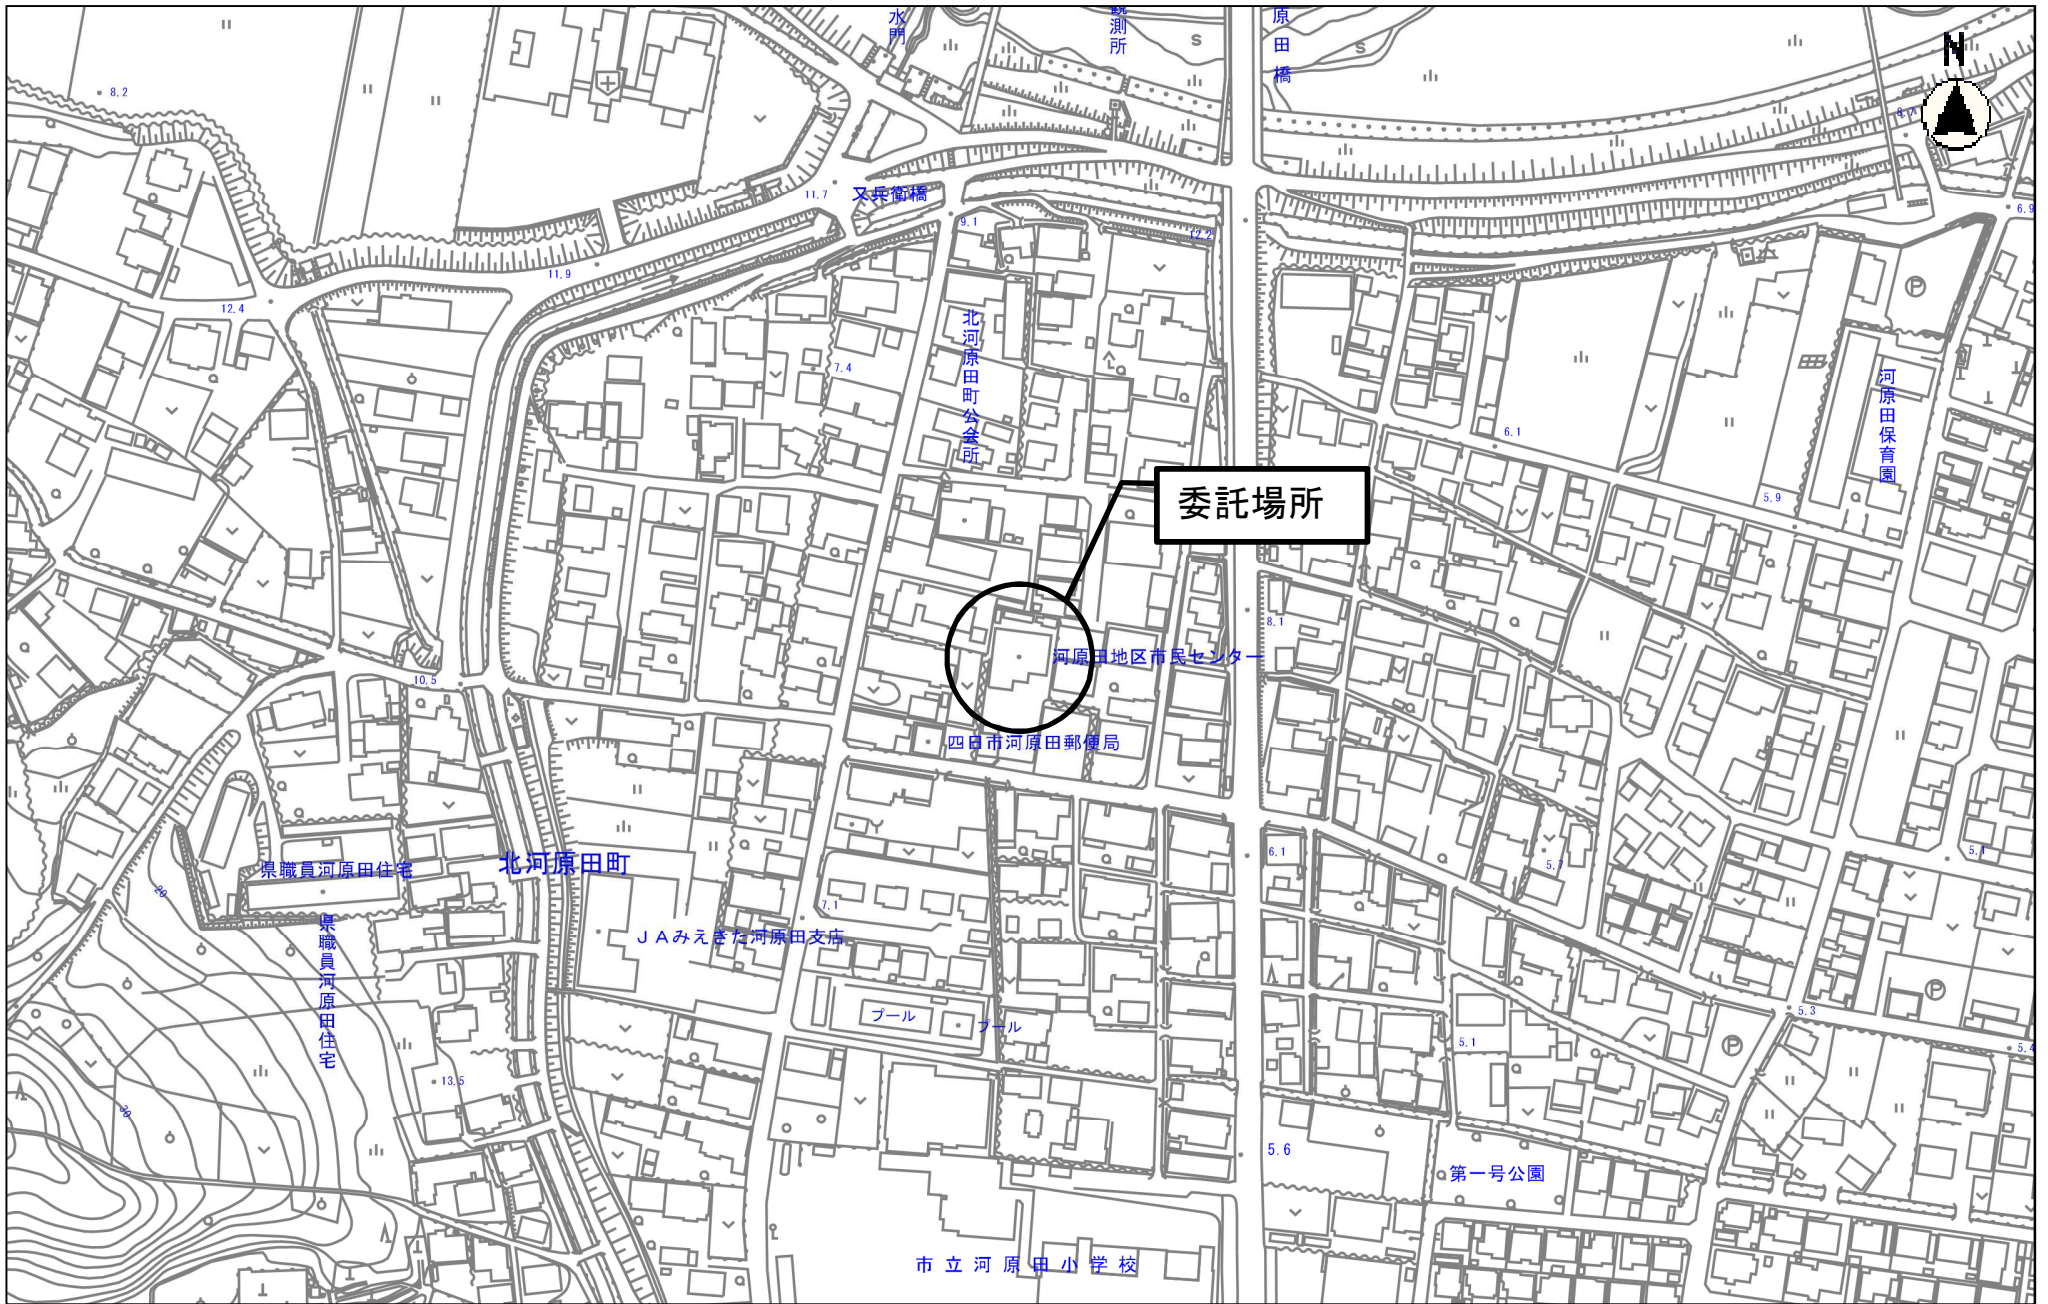 水門
観測所
原田橋
N
8.2
8.7
11.7
又兵衛橋
9.1
12.2
6.9
11.9
12.4
北河原田町公会所
7.4
河原田保育園
6.1
委託場所
5.9
8.1
河原田地区市民センター
10.5
四日市河原田郵便局
県職員河原田住宅
北河原田町
6.1
5.7
5.1
20
県職員河原田住宅
7.1
JAみえきた河原田支店
プール
プール
5.3
5.1
5.4
13.5
30
5.6
第一号公園
市立河原田小学校